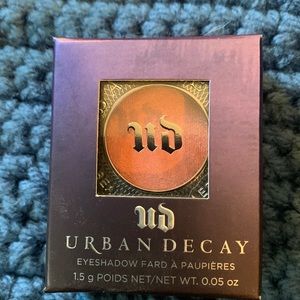 ud
ud
URBAN DECAY
EYESHADOW FARD À PAUPIÈRES
1.5 g POIDS NET/NET WT. 0.05 oz